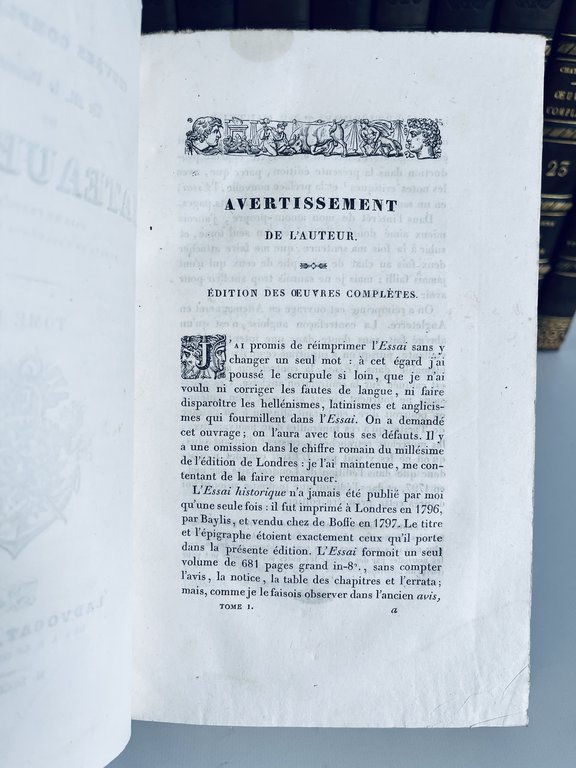 AVERTISSEMENT
DE L'AUTEUR.
ÉDITION DES ŒUVRES COMPLÈTES.
J'AI promis de réimprimer l'Essai sans y
changer un seul mot : à cet égard j'ai
poussé le scrupule si loin, que je n'ai
voulu ni corriger les fautes de langue, ni faire
disparoître les hellénismes, latinismes et anglicis-
mes qui fourmillent dans l'Essai. On a demandé
cet ouvrage; on l'aura avec tous ses défauts. Il y
a une omission dans le chiffre romain du millésime
de l'édition de Londres : je l'ai maintenue, me con-
tentant de la faire remarquer.
L'Essai historique n'a jamais été publié par moi
qu'une seule fois : il fut imprimé à Londres en 1796,
par Baylis, et vendu chez de Boffe en 1797. Le titre
et l'épigraphe étoient exactement ceux qu'il porte
dans la présente édition. L'Essai formoit un seul
volume de 681 pages grand in-8°., sans compter
l'avis, la notice, la table des chapitres et l'errata;
mais, comme je le faisois observer dans l'ancien avis,
TOME I. a
ŒUVRES
COMPLÈT
23